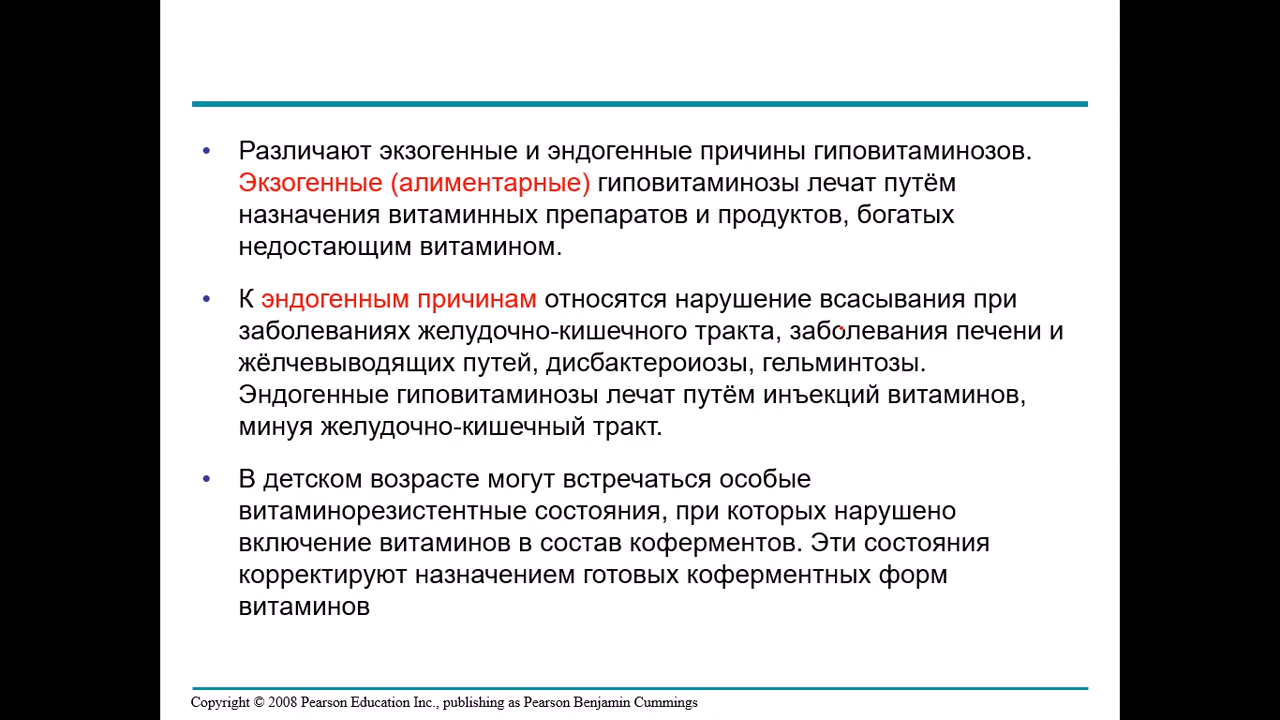 • Различают экзогенные и эндогенные причины гиповитаминозов.
Экзогенные (алиментарные) гиповитаминозы лечат путём
назначения витаминных препаратов и продуктов, богатых
недостающим витамином.
• К эндогенным причинам относятся нарушение всасывания при
заболеваниях желудочно-кишечного тракта, заболевания печени и
жёлчевыводящих путей, дисбактероиозы, гельминтозы.
Эндогенные гиповитаминозы лечат путём инъекций витаминов,
минуя желудочно-кишечный тракт.
• В детском возрасте могут встречаться особые
витаминорезистентные состояния, при которых нарушено
включение витаминов в состав коферментов. Эти состояния
корректируют назначением готовых коферментных форм
витаминов
Copyright © 2008 Pearson Education Inc., publishing as Pearson Benjamin Cummings